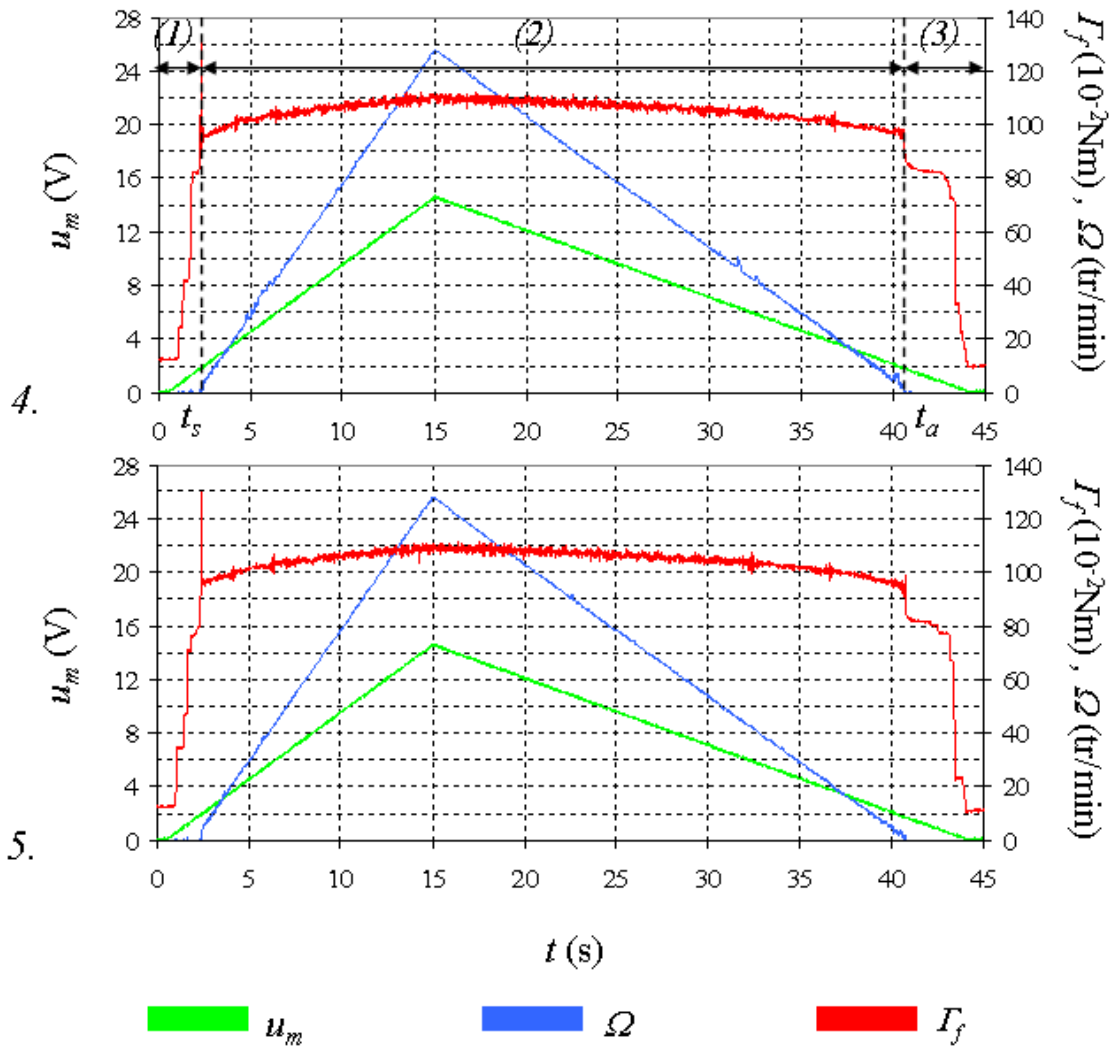 28 (1) (2) (3) 140
24 120
20 100
16 80
12 60
8 40
4 20
0 0
u_m (V)
Γ_f (10⁻²Nm) , Ω (tr/min)
4.
0 t_s 5 10 15 20 25 30 35 40 t_a 45
28 140
24 120
20 100
16 80
12 60
8 40
4 20
0 0
u_m (V)
Γ_f (10⁻²Nm) , Ω (tr/min)
5.
0 5 10 15 20 25 30 35 40 45
t (s)
u_m Ω Γ_f